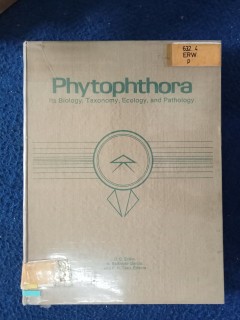 632.4
ERW.
P
Phytophthora
Its Biology, Taxonomy, Ecology, and Pathology